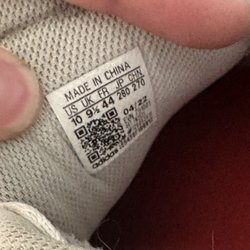 MADE IN CHINA
US UK FR JP CHN
10 9½ 44 280 270
04/22
adidas